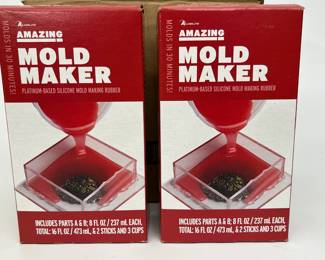 ALUMILITE
AMAZING
MOLD
MAKER
PLATINUM-BASED SILICONE MOLD MAKING RUBBER
MOLDS IN 30 MINUTES!
INCLUDES PARTS A & B; 8 FL OZ / 237 mL EACH,
TOTAL: 16 FL OZ / 473 mL, & 2 STICKS AND 3 CUPS
ALUMILITE
AMAZING
MOLD
MAKER
PLATINUM-BASED SILICONE MOLD MAKING RUBBER
MOLDS IN 30 MINUTES!
INCLUDES PARTS A & B; 8 FL OZ / 237 mL EACH,
TOTAL: 16 FL OZ / 473 mL, & 2 STICKS AND 3 CUPS